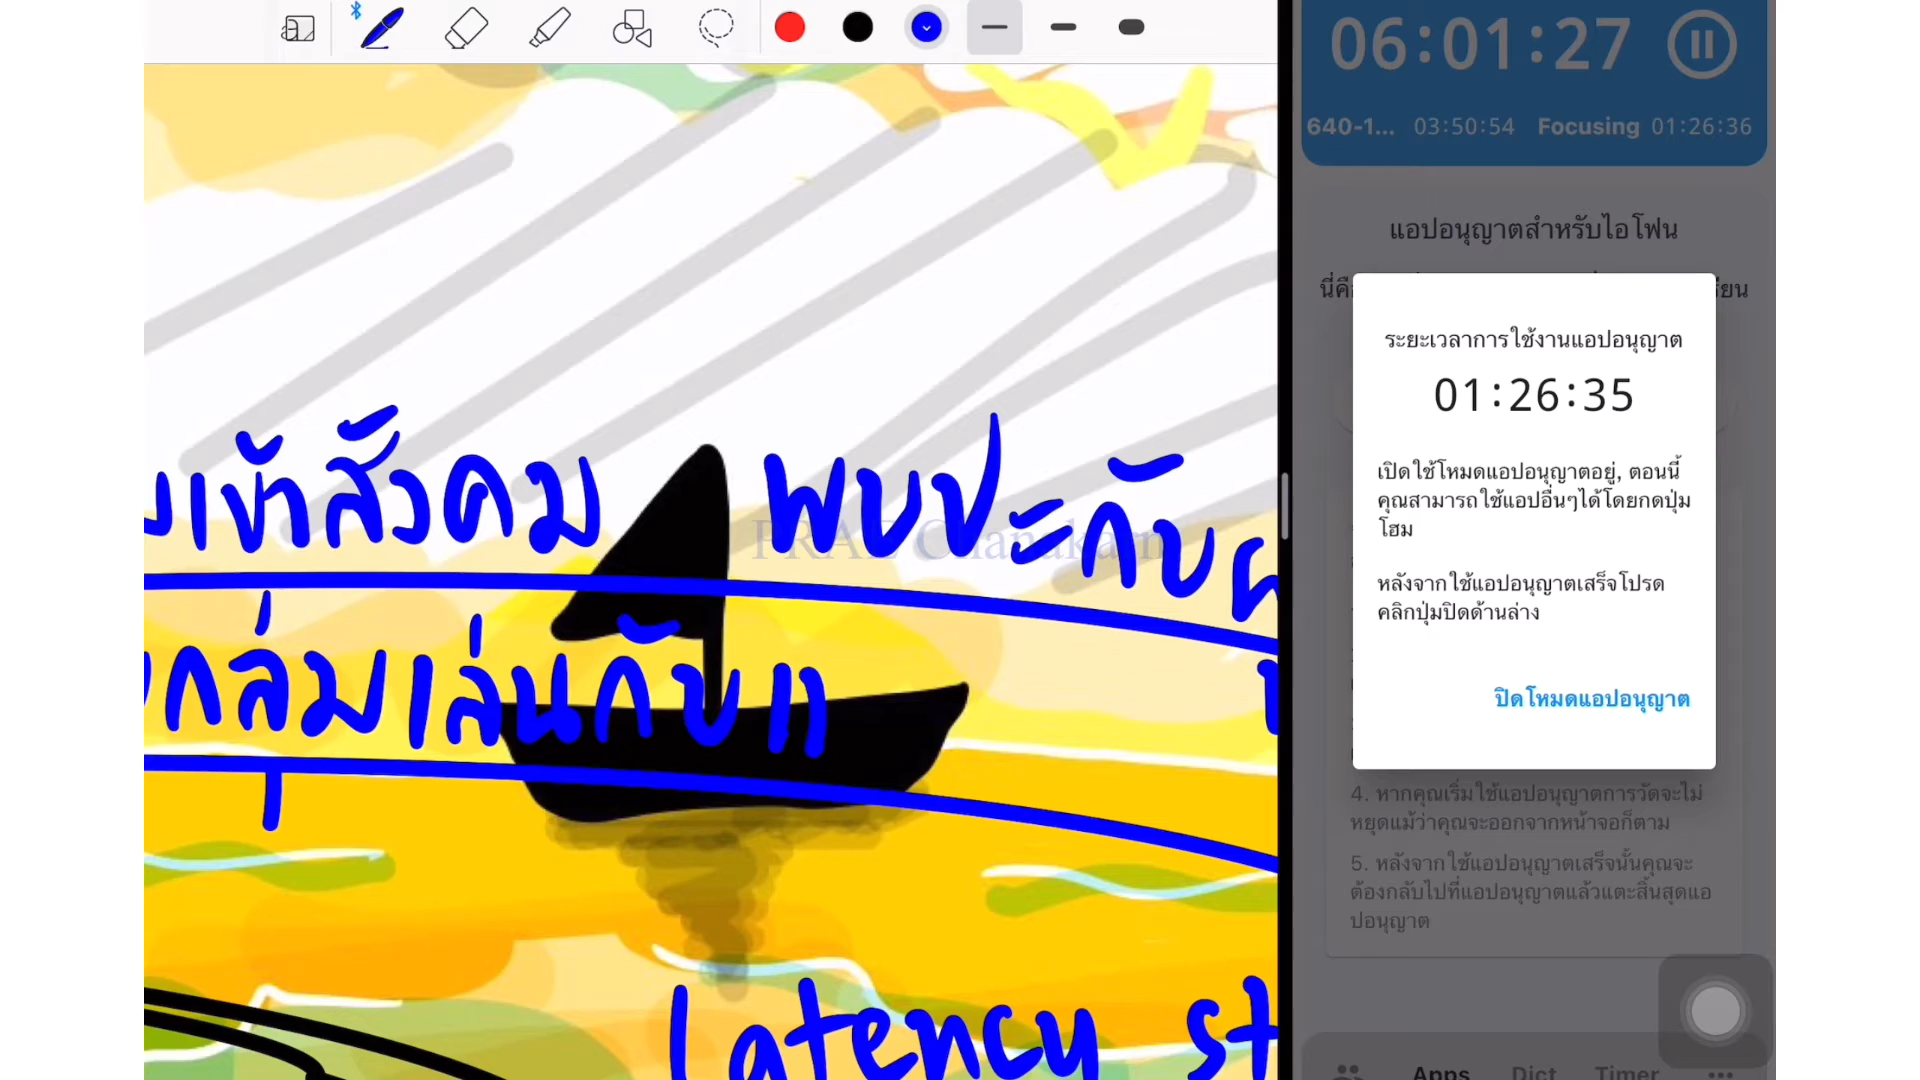 06:01:27
640-1... 03:50:54 Focusing 01:26:36
แอปอนุญาตสำหรับไอโฟน
ระยะเวลาการใช้งานแอปอนุญาต
01:26:35
เปิดใช้โหมดแอปอนุญาตอยู่, ตอนนี้
คุณสามารถใช้แอปอื่นๆได้โดยกดปุ่ม
โฮม
หลังจากใช้แอปอนุญาตเสร็จโปรด
คลิกปุ่มปิดด้านล่าง
ปิดโหมดแอปอนุญาต
4. หากคุณเริ่มใช้แอปอนุญาตการวัดจะไม่
หยุดแม้ว่าคุณจะออกจากหน้าจอก็ตาม
5. หลังจากใช้แอปอนุญาตเสร็จนั้นคุณจะ
ต้องกลับไปที่แอปอนุญาตแล้วแตะสิ้นสุดแอ
ปอนุญาต
Apps Dict Timer
เข้าสังคม พบปะกับ
กลุ่มเล่นกับ
PRAE Chanakarn
Latency